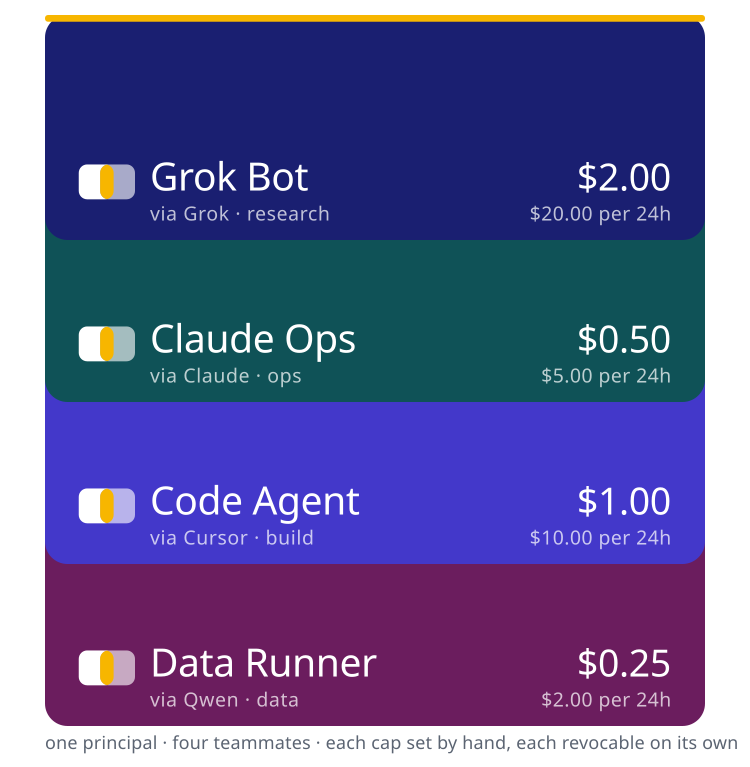 Grok Bot
$2.00
via Grok · research
$20.00 per 24h
Claude Ops
$0.50
via Claude · ops
$5.00 per 24h
Code Agent
$1.00
via Cursor · build
$10.00 per 24h
Data Runner
$0.25
via Qwen · data
$2.00 per 24h
one principal · four teammates · each cap set by hand, each revocable on its own